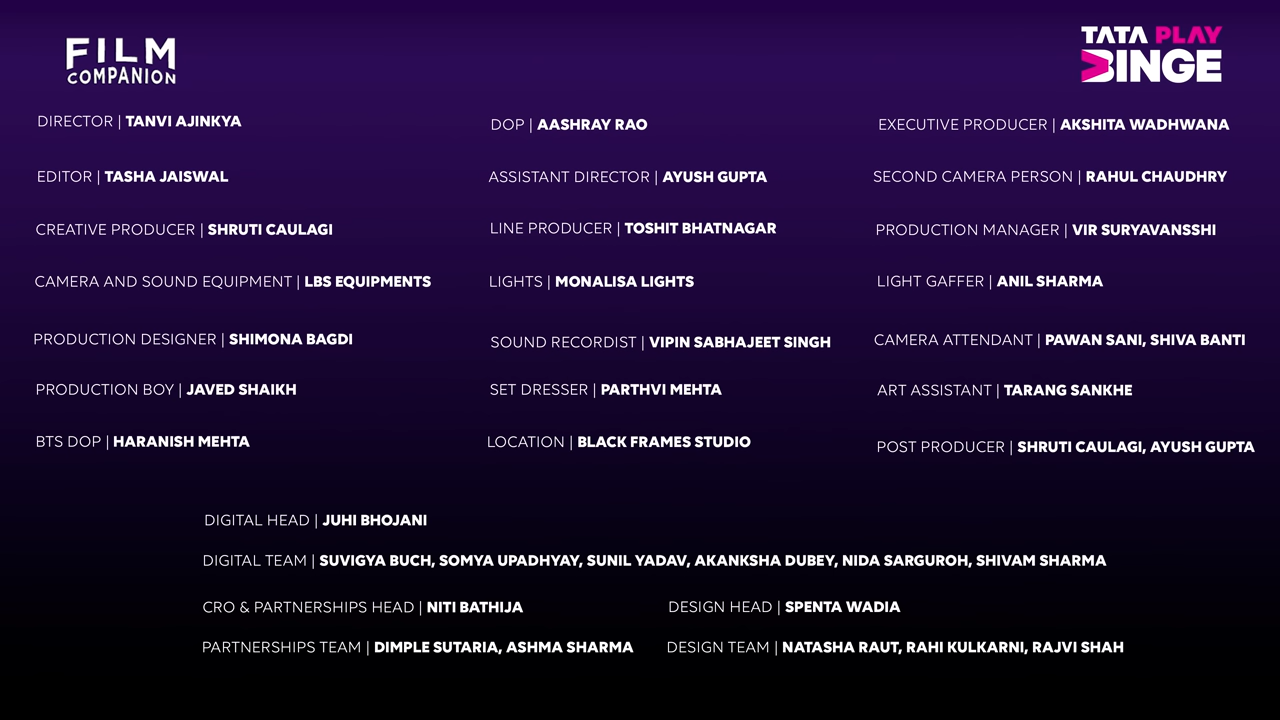 FILM
COMPANION
TATA PLAY
BINGE
DIRECTOR | TANVI AJINKYA
DOP | AASHRAY RAO
EXECUTIVE PRODUCER | AKSHITA WADHWANA
EDITOR | TASHA JAISWAL
ASSISTANT DIRECTOR | AYUSH GUPTA
SECOND CAMERA PERSON | RAHUL CHAUDHRY
CREATIVE PRODUCER | SHRUTI CAULAGI
LINE PRODUCER | TOSHIT BHATNAGAR
PRODUCTION MANAGER | VIR SURYAVANSSHI
CAMERA AND SOUND EQUIPMENT | LBS EQUIPMENTS
LIGHTS | MONALISA LIGHTS
LIGHT GAFFER | ANIL SHARMA
PRODUCTION DESIGNER | SHIMONA BAGDI
SOUND RECORDIST | VIPIN SABHAJEET SINGH
CAMERA ATTENDANT | PAWAN SANI, SHIVA BANTI
PRODUCTION BOY | JAVED SHAIKH
SET DRESSER | PARTHVI MEHTA
ART ASSISTANT | TARANG SANKHE
BTS DOP | HARANISH MEHTA
LOCATION | BLACK FRAMES STUDIO
POST PRODUCER | SHRUTI CAULAGI, AYUSH GUPTA
DIGITAL HEAD | JUHI BHOJANI
DIGITAL TEAM | SUVIGYA BUCH, SOMYA UPADHYAY, SUNIL YADAV, AKANKSHA DUBEY, NIDA SARGUROH, SHIVAM SHARMA
CRO & PARTNERSHIPS HEAD | NITI BATHIJA
DESIGN HEAD | SPENTA WADIA
PARTNERSHIPS TEAM | DIMPLE SUTARIA, ASHMA SHARMA
DESIGN TEAM | NATASHA RAUT, RAHI KULKARNI, RAJVI SHAH